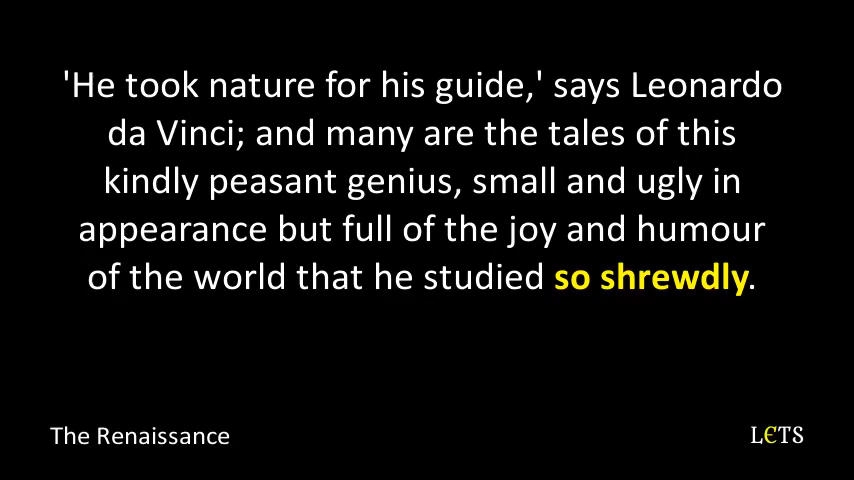 'He took nature for his guide,' says Leonardo
da Vinci; and many are the tales of this
kindly peasant genius, small and ugly in
appearance but full of the joy and humour
of the world that he studied so shrewdly.
The Renaissance
LЄTS